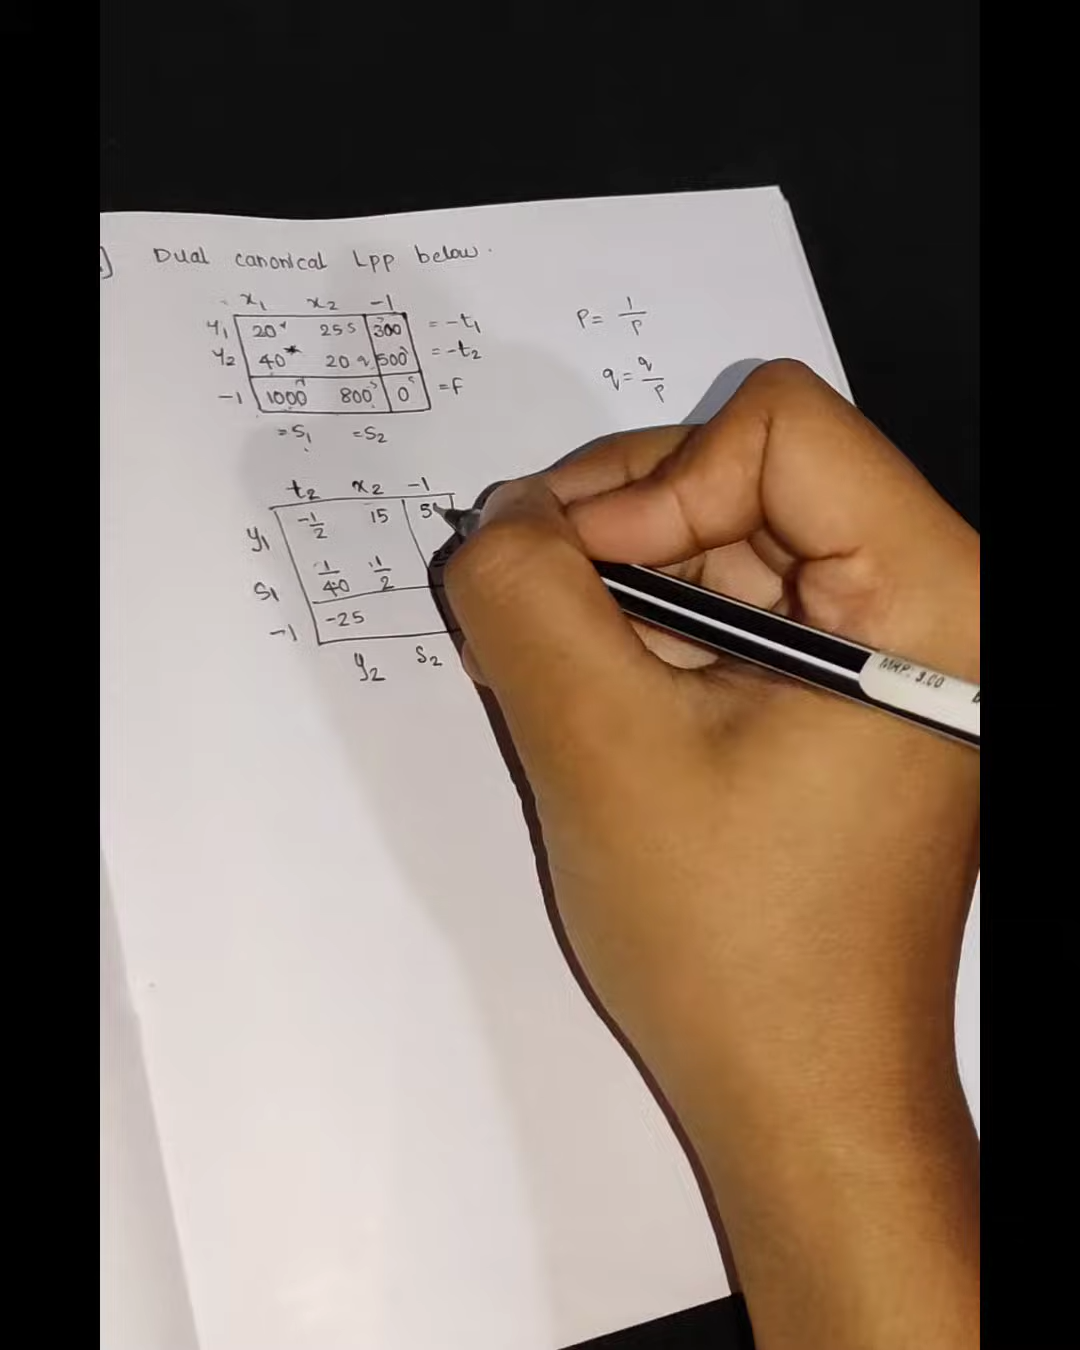 ] Dual canonical Lpp below.
x₁ x₂ -1
y₁ 20 25 300 = -t₁
y₂ 40* 20 500 = -t₂
-1 1000 800 0 = f
= S₁ = S₂
P = 1/P
q = q/P
t₂ x₂ -1
y₁ -1/2 15 5
S₁ 1/40 1/2
-1 -25
y₂ S₂
MRP: 3.00